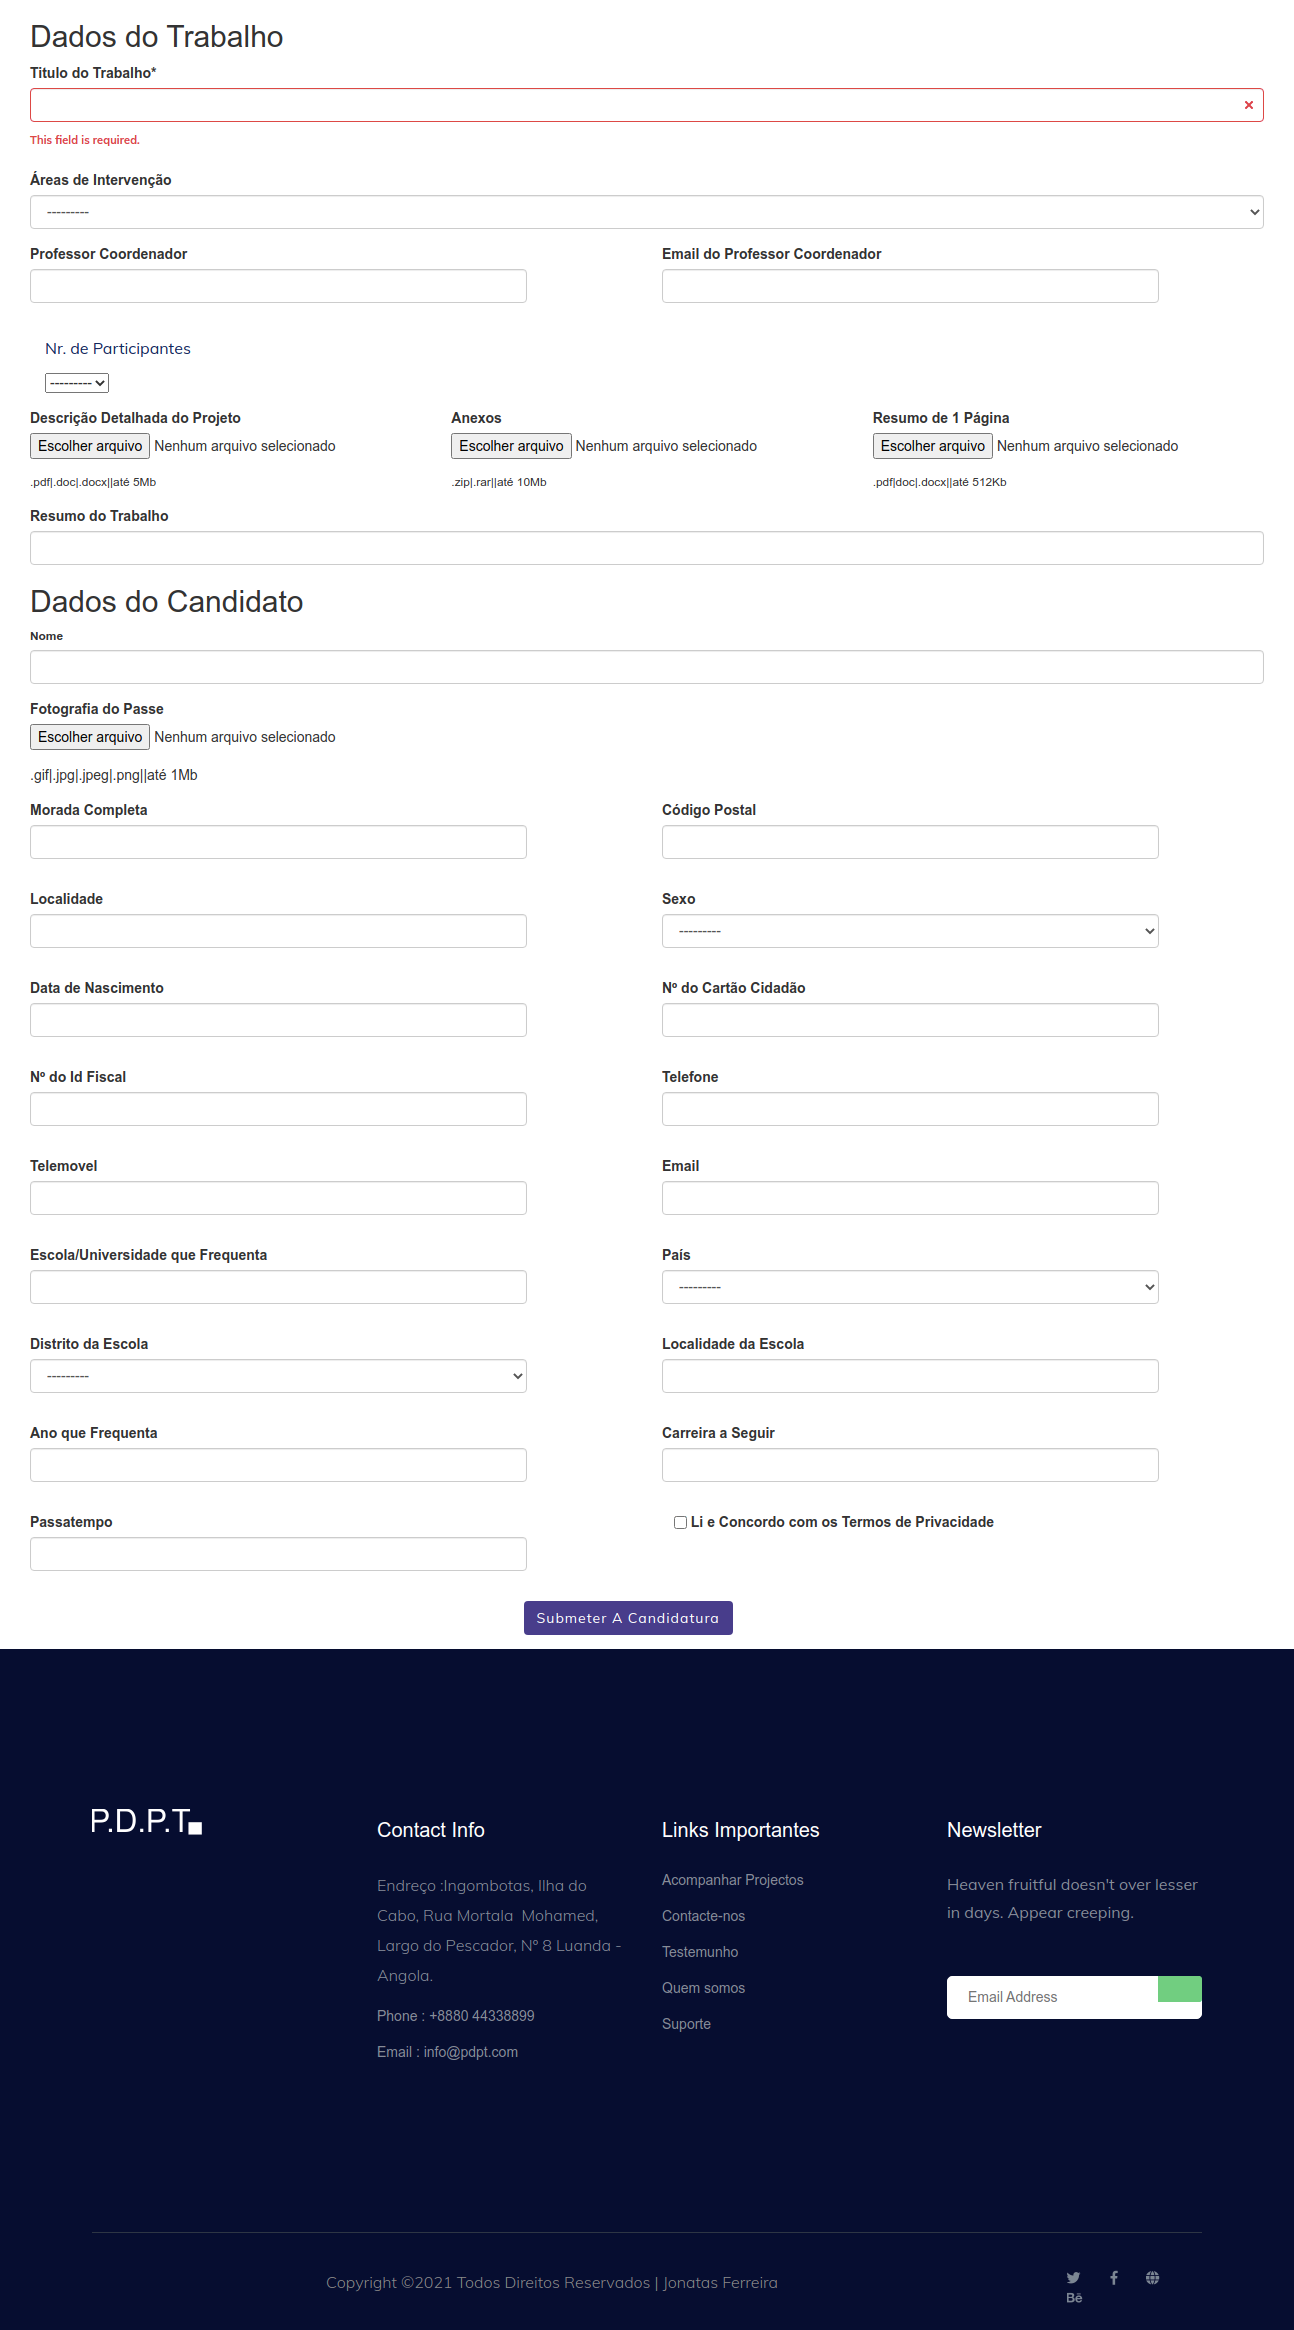 Dados do Trabalho
Titulo do Trabalho*
This field is required.
Áreas de Intervenção
---------
Professor Coordenador
Email do Professor Coordenador
Nr. de Participantes
---------
Descrição Detalhada do Projeto
Anexos
Resumo de 1 Página
Escolher arquivo Nenhum arquivo selecionado
Escolher arquivo Nenhum arquivo selecionado
Escolher arquivo Nenhum arquivo selecionado
.pdf|.doc|.docx||até 5Mb
.zip|.rar||até 10Mb
.pdf|doc|.docx||até 512Kb
Resumo do Trabalho
Dados do Candidato
Nome
Fotografia do Passe
Escolher arquivo Nenhum arquivo selecionado
.gif|.jpg|.jpeg|.png||até 1Mb
Morada Completa
Código Postal
Localidade
Sexo
---------
Data de Nascimento
Nº do Cartão Cidadão
Nº do Id Fiscal
Telefone
Telemovel
Email
Escola/Universidade que Frequenta
País
---------
Distrito da Escola
---------
Localidade da Escola
Ano que Frequenta
Carreira a Seguir
Passatempo
Li e Concordo com os Termos de Privacidade
Submeter A Candidatura
P.D.P.T
Contact Info
Endreço :Ingombotas, Ilha do
Cabo, Rua Mortala  Mohamed,
Largo do Pescador, Nº 8 Luanda -
Angola.
Phone : +8880 44338899
Email : info@pdpt.com
Links Importantes
Acompanhar Projectos
Contacte-nos
Testemunho
Quem somos
Suporte
Newsletter
Heaven fruitful doesn't over lesser
in days. Appear creeping.
Email Address
Copyright ©2021 Todos Direitos Reservados | Jonatas Ferreira